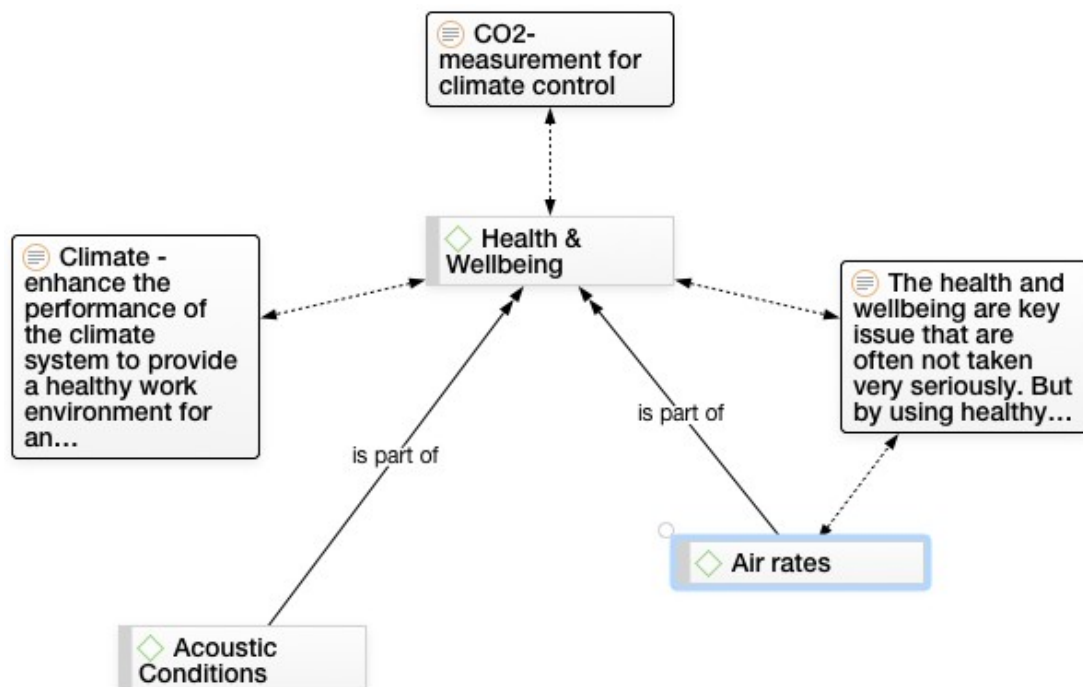 CO2-
measurement for
climate control
Health &
Wellbeing
Climate -
enhance the
performance of
the climate
system to provide
a healthy work
environment for
an...
The health and
wellbeing are key
issue that are
often not taken
very seriously. But
by using healthy...
is part of
is part of
Air rates
Acoustic
Conditions